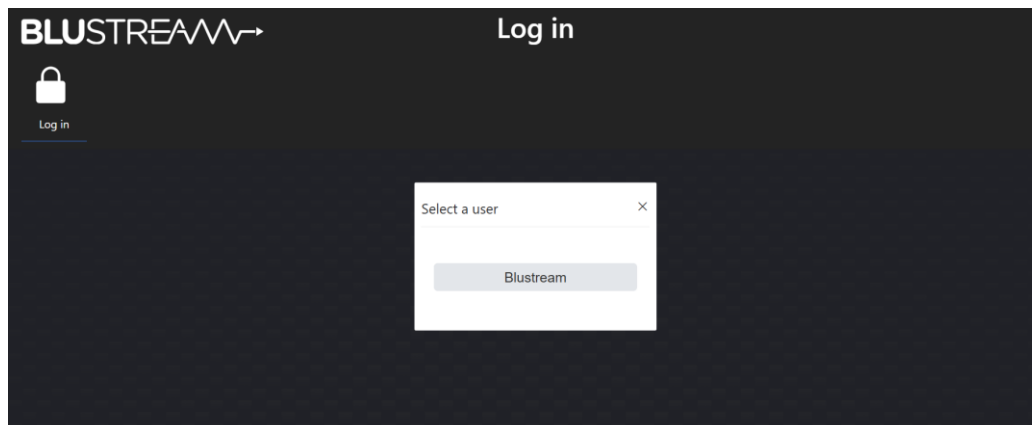 BLUSTREAM
Log in
Log in
Select a user
Blustream